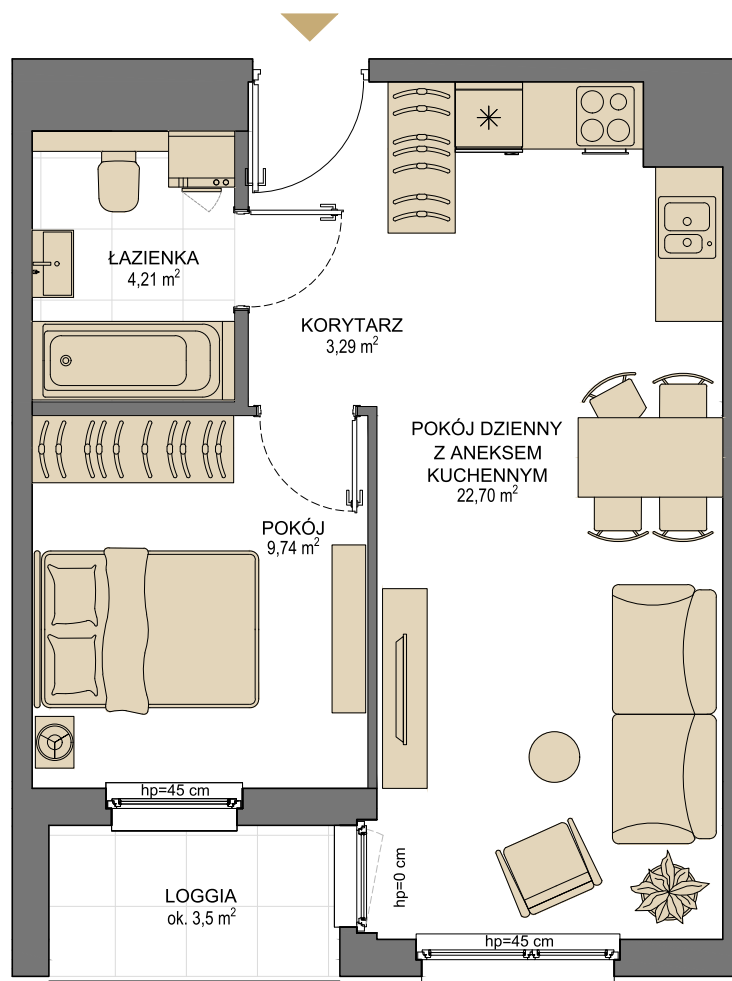 ŁAZIENKA
4,21 m²
KORYTARZ
3,29 m²
POKÓJ DZIENNY
Z ANEKSEM
KUCHENNYM
22,70 m²
POKÓJ
9,74 m²
hp=45 cm
hp=0 cm
LOGGIA
ok. 3,5 m²
hp=45 cm